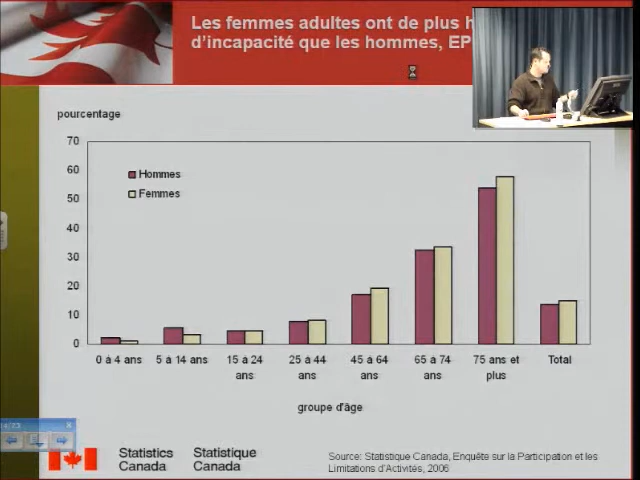 Les femmes adultes ont de plus
d'incapacité que les hommes,
pourcentage
70
60
50
40
30
20
10
0
Hommes
Femmes
0 à 4 ans 5 à 14 ans 15 à 24 ans 25 à 44 ans 45 à 64 ans 65 à 74 ans 75 ans et plus Total
groupe d'âge
Statistics Canada
Statistique Canada
Source: Statistique Canada, Enquête sur la Participation et les
Limitations d'Activités, 2006